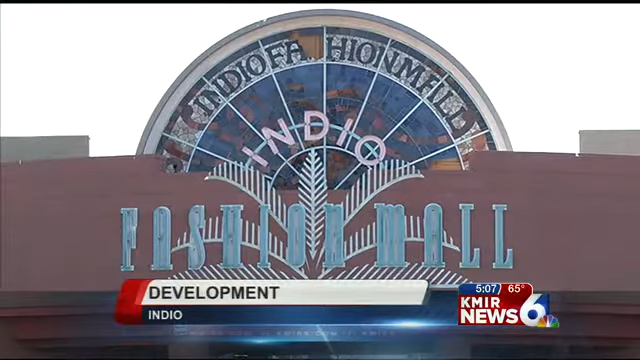 INDIO FASHION MALL
INDIO
FASHION MALL
DEVELOPMENT
INDIO
5:07 65°
KMIR
NEWS 6